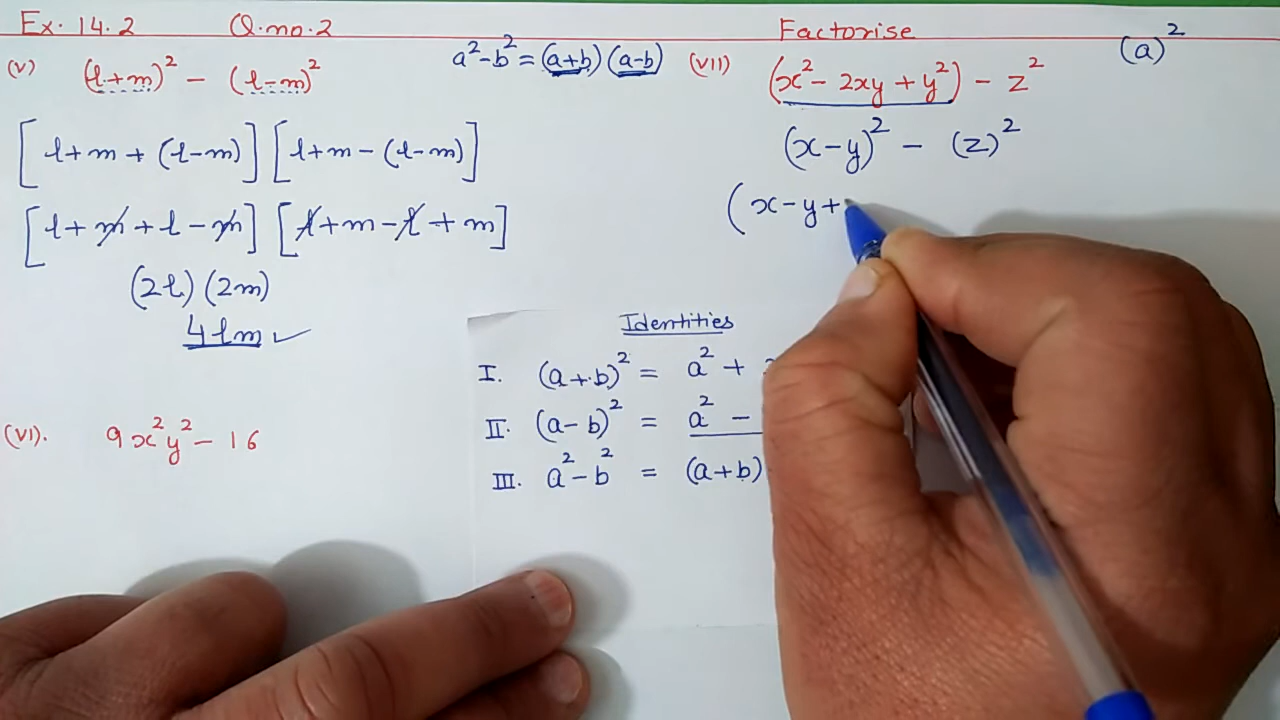 Ex. 14.2 Q.no.2 Factorise
(V) (l+m)² - (l-m)²
a²-b² = (a+b)(a-b)
[l+m+(l-m)] [l+m-(l-m)]
[l+m+l-m] [l+m-l+m]
(2l)(2m)
4lm ✓
(VI). 9x²y² - 16
(VII) (x² - 2xy + y²) - z²
(a)²
(x-y)² - (z)²
(x-y+
Identities
I. (a+b)² = a² +
II. (a-b)² = a² -
III. a²-b² = (a+b)